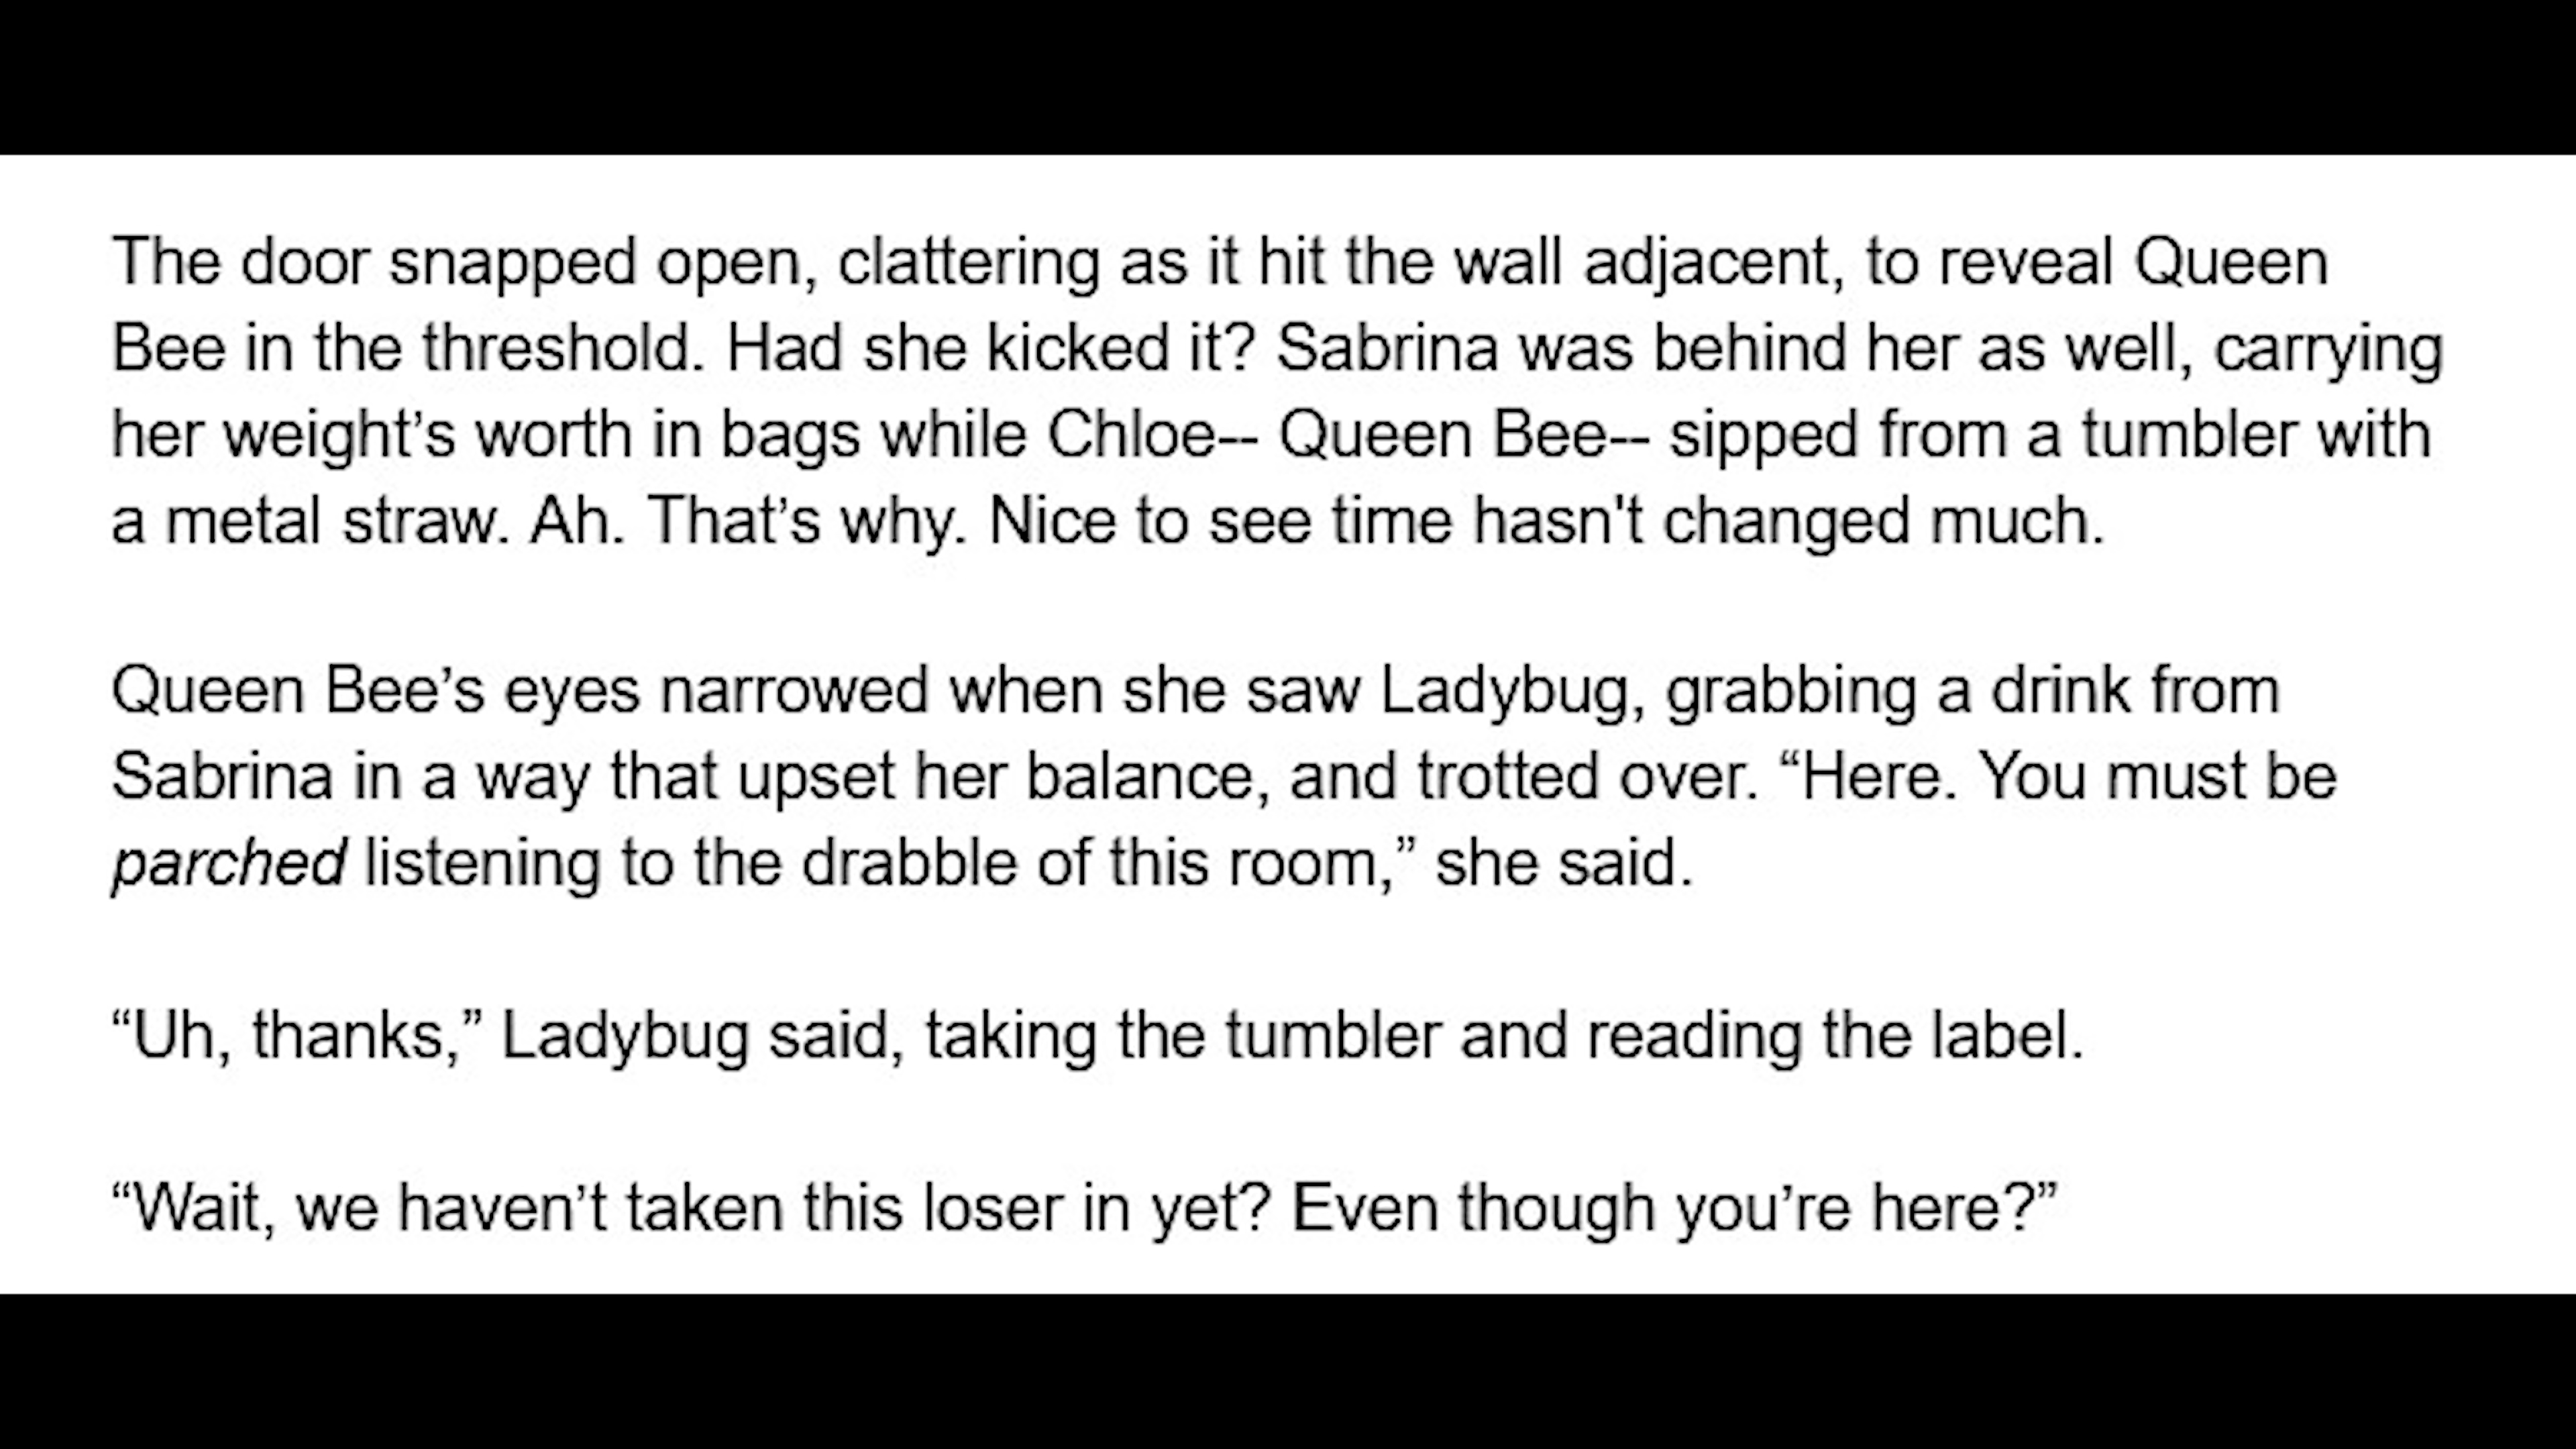 The door snapped open, clattering as it hit the wall adjacent, to reveal Queen
Bee in the threshold. Had she kicked it? Sabrina was behind her as well, carrying
her weight’s worth in bags while Chloe-- Queen Bee-- sipped from a tumbler with
a metal straw. Ah. That’s why. Nice to see time hasn't changed much.
Queen Bee’s eyes narrowed when she saw Ladybug, grabbing a drink from
Sabrina in a way that upset her balance, and trotted over. “Here. You must be
parched listening to the drabble of this room,” she said.
“Uh, thanks,” Ladybug said, taking the tumbler and reading the label.
“Wait, we haven’t taken this loser in yet? Even though you’re here?”